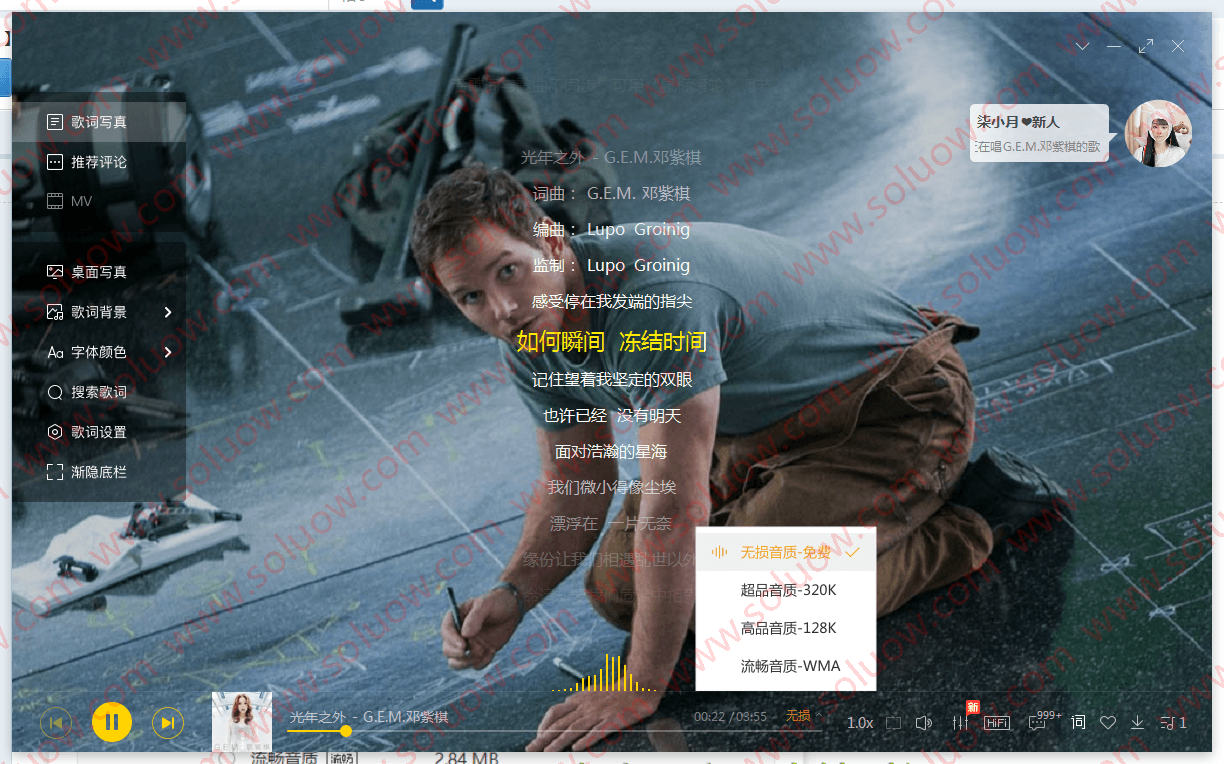 歌词写真
推荐评论
MV
桌面写真
歌词背景
Aa 字体颜色
搜索歌词
歌词设置
渐隐底栏
柒小月❤新人
在唱G.E.M.邓紫棋的歌
光年之外 - G.E.M.邓紫棋
词曲： G.E.M. 邓紫棋
编曲： Lupo Groinig
监制： Lupo Groinig
感受停在我发端的指尖
如何瞬间 冻结时间
记住望着我坚定的双眼
也许已经 没有明天
面对浩瀚的星海
我们微小得像尘埃
漂浮在 一片无奈
缘份让我们相遇乱世以外
无损音质-免费
超品音质-320K
高品音质-128K
流畅音质-WMA
G.E.M.邓紫棋
光年之外 - G.E.M.邓紫棋
00:22 /03:55
无损
1.0x
新
HiFi
999+
词
1
流畅音质
流畅
2.84 MB
www.soluow.com